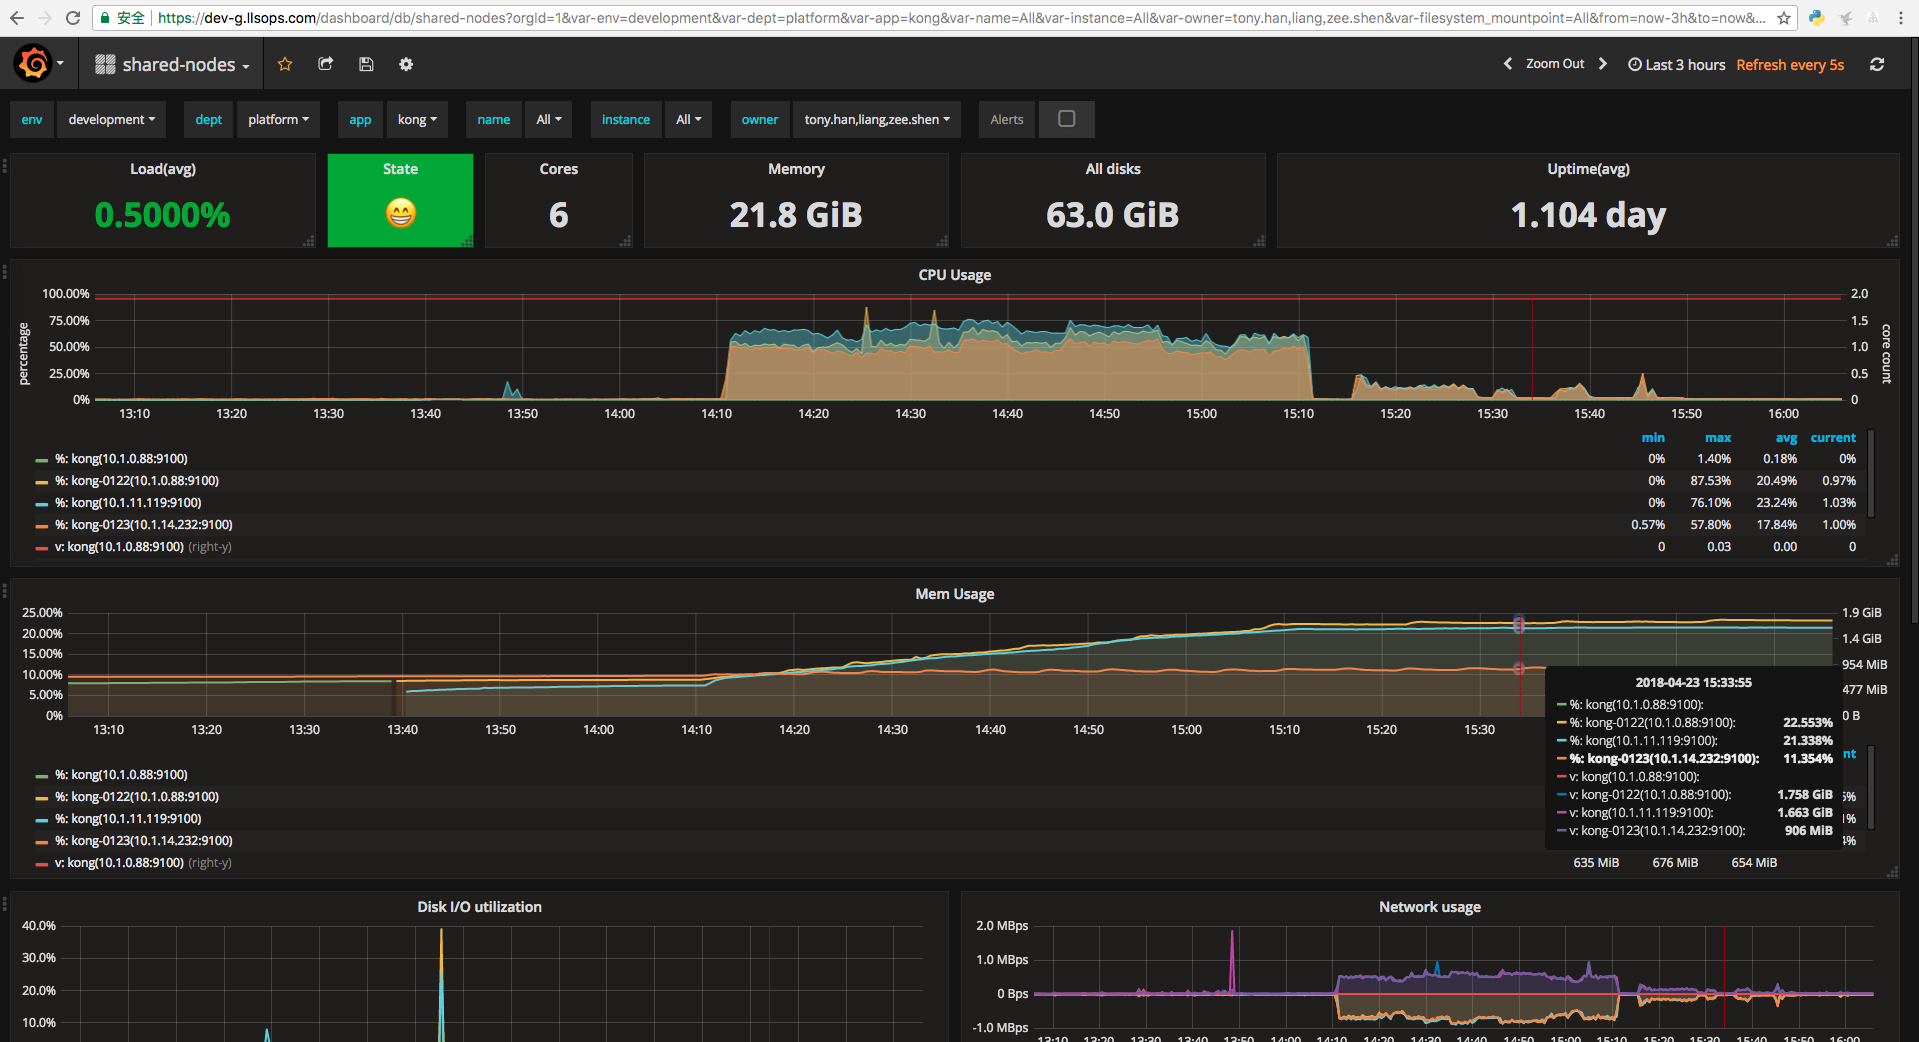 安全 https://dev-g.llsops.com/dashboard/db/shared-nodes?orgId=1&var-env=development&var-dept=platform&var-app=kong&var-name=All&var-instance=All&var-owner=tony.han,liang,zee.shen&var-filesystem_mountpoint=All&from=now-3h&to=now&...
shared-nodes Zoom Out Last 3 hours Refresh every 5s
env development dept platform app kong name All instance All owner tony.han,liang,zee.shen Alerts
Load(avg) State Cores Memory All disks Uptime(avg)
0.5000% 😁 6 21.8 GiB 63.0 GiB 1.104 day
CPU Usage
percentage
100.00%
75.00%
50.00%
25.00%
0%
2.0
1.5
1.0
0.5
0
core count
13:10 13:20 13:30 13:40 13:50 14:00 14:10 14:20 14:30 14:40 14:50 15:00 15:10 15:20 15:30 15:40 15:50 16:00
min max avg current
%: kong(10.1.0.88:9100) 0% 1.40% 0.18% 0%
%: kong-0122(10.1.0.88:9100) 0% 87.53% 20.49% 0.97%
%: kong(10.1.11.119:9100) 0% 76.10% 23.24% 1.03%
%: kong-0123(10.1.14.232:9100) 0.57% 57.80% 17.84% 1.00%
v: kong(10.1.0.88:9100) (right-y) 0 0.03 0.00 0
Mem Usage
25.00%
20.00%
15.00%
10.00%
5.00%
0%
1.9 GiB
1.4 GiB
954 MiB
477 MiB
0 B
13:10 13:20 13:30 13:40 13:50 14:00 14:10 14:20 14:30 14:40 14:50 15:00 15:10 15:20 15:30
2018-04-23 15:33:55
%: kong(10.1.0.88:9100):
%: kong-0122(10.1.0.88:9100): 22.553%
%: kong(10.1.11.119:9100): 21.338%
%: kong-0123(10.1.14.232:9100): 11.354%
v: kong(10.1.0.88:9100):
v: kong-0122(10.1.0.88:9100): 1.758 GiB
v: kong(10.1.11.119:9100): 1.663 GiB
v: kong-0123(10.1.14.232:9100): 906 MiB
nt
%: kong(10.1.0.88:9100)
%: kong-0122(10.1.0.88:9100)
%: kong(10.1.11.119:9100) 1%
%: kong-0123(10.1.14.232:9100) 4%
v: kong(10.1.0.88:9100) (right-y) 635 MiB 676 MiB 654 MiB
Disk I/O utilization
40.0%
30.0%
20.0%
10.0%
Network usage
2.0 MBps
1.0 MBps
0 Bps
-1.0 MBps
13:10 13:20 13:30 13:40 13:50 14:00 14:10 14:20 14:30 14:40 14:50 15:00 15:10 15:20 15:30 15:40 15:50 16:00